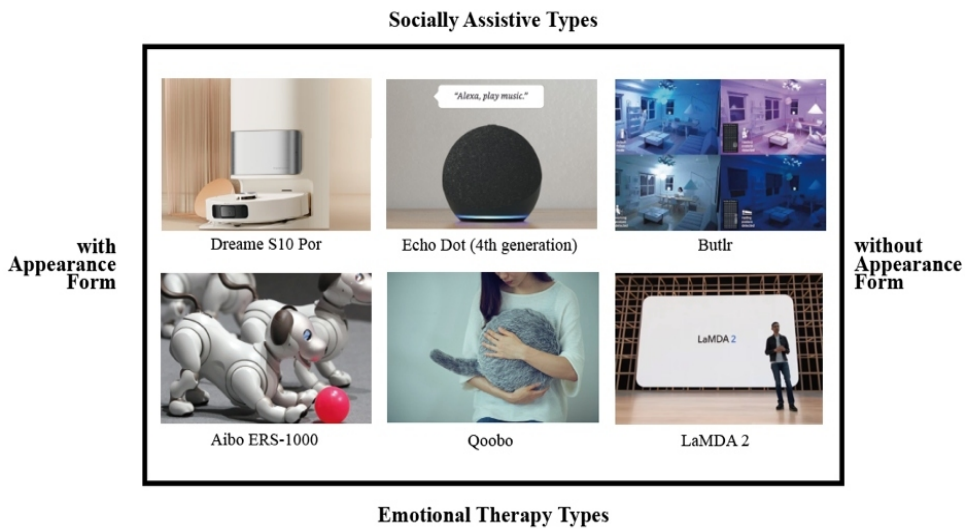 Socially Assistive Types
"Alexa, play music."
Dreame S10 Por
Echo Dot (4th generation)
Butlr
with
Appearance
Form
without
Appearance
Form
LaMDA 2
Aibo ERS-1000
Qoobo
LaMDA 2
Emotional Therapy Types